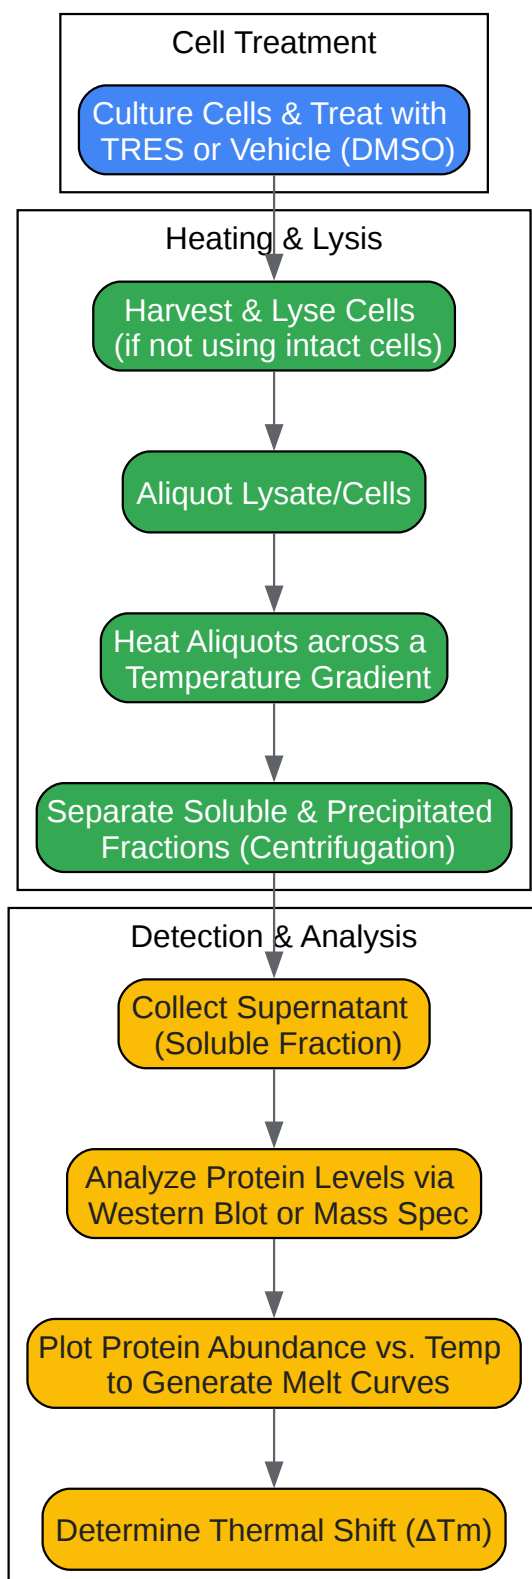 Cell Treatment
Culture Cells & Treat with
TRES or Vehicle (DMSO)
Heating & Lysis
Harvest & Lyse Cells
(if not using intact cells)
Aliquot Lysate/Cells
Heat Aliquots across a
Temperature Gradient
Separate Soluble & Precipitated
Fractions (Centrifugation)
Detection & Analysis
Collect Supernatant
(Soluble Fraction)
Analyze Protein Levels via
Western Blot or Mass Spec
Plot Protein Abundance vs. Temp
to Generate Melt Curves
Determine Thermal Shift (ΔTm)